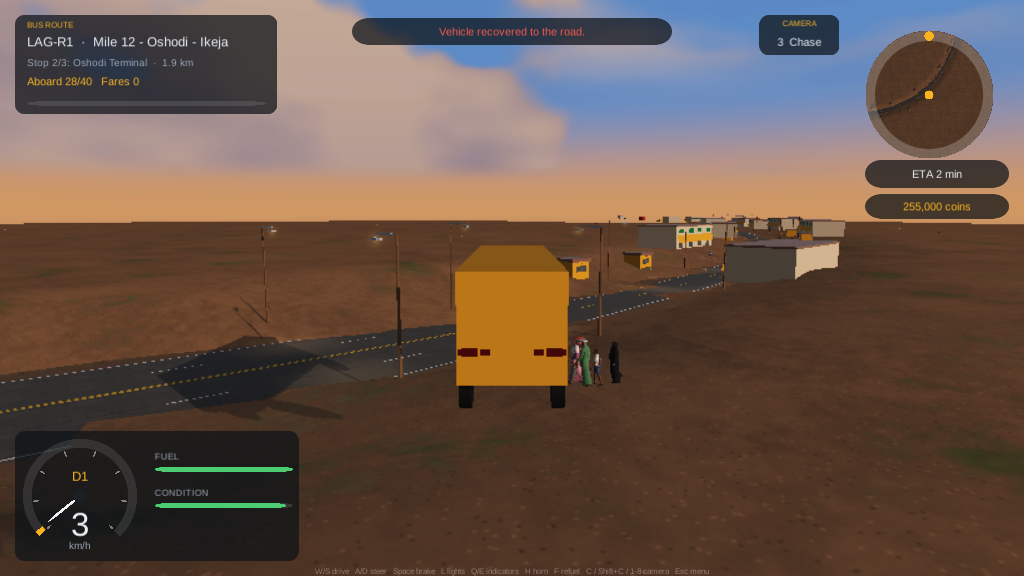 BUS ROUTE
LAG-R1 · Mile 12 - Oshodi - Ikeja
Stop 2/3: Oshodi Terminal · 1.9 km
Aboard 28/40 Fares 0
Vehicle recovered to the road.
CAMERA
3 Chase
ETA 2 min
255,000 coins
D1
3
km/h
FUEL
CONDITION
W/S drive A/D steer Space brake L lights Q/E indicators H horn F refuel C / Shift+C / 1-8 camera Esc menu